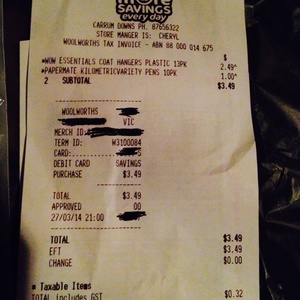 more
SAVINGS
every day
CARRUM DOWNS PH. 87656322
STORE MANGER IS: CHERYL
WOOLWORTHS TAX INVOICE - ABN 88 000 014 675
$
*WOW ESSENTIALS COAT HANGERS PLASTIC 13PK 2.49^
*PAPERMATE KILOMETRICVARIETY PENS 10PK 1.00^
2 SUBTOTAL $3.49
WOOLWORTHS
VIC
MERCH ID:
TERM ID: W3100084
CARD:
DEBIT CARD SAVINGS
PURCHASE $3.49
TOTAL $3.49
APPROVED 00
27/03/14 21:00
TOTAL $3.49
EFT $3.49
CHANGE $0.00
* Taxable Items
TOTAL includes GST $0.32